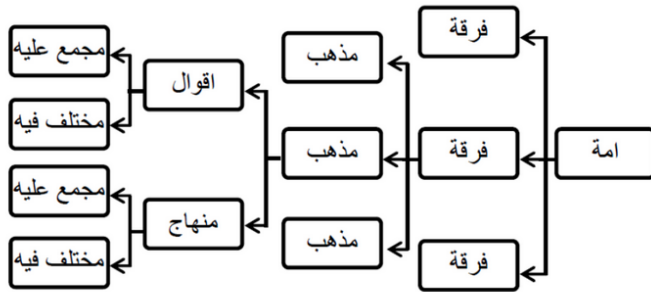 امة
فرقة
فرقة
فرقة
مذهب
مذهب
مذهب
اقوال
منهاج
مجمع عليه
مختلف فيه
مجمع عليه
مختلف فيه